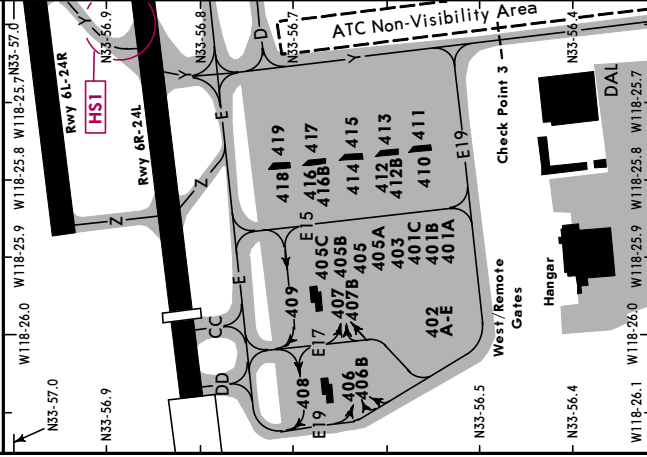 N33-57.0
N33-56.9
N33-56.8
N33-56.7
D
ATC Non-Visibility Area
N33-56.4
Y
Y
W118-25.7
Rwy 6L-24R
HS1
E
Check Point 3
DAL
W118-25.7
W118-25.8
Rwy 6R-24L
418 419
416 417
416B
414 415
412 413
412B
410 411
E19
W118-25.8
Z
Z
W118-25.9
E15
405C
405B
405
405A
403
401C
401B
401A
W118-25.9
E
409
407
407B
402
A-E
West/Remote
Gates
Hangar
W118-26.0
W118-26.0
CC
E17
DD
408
406
406B
E19
N33-57.0
N33-56.9
N33-56.5
N33-56.4
W118-26.1